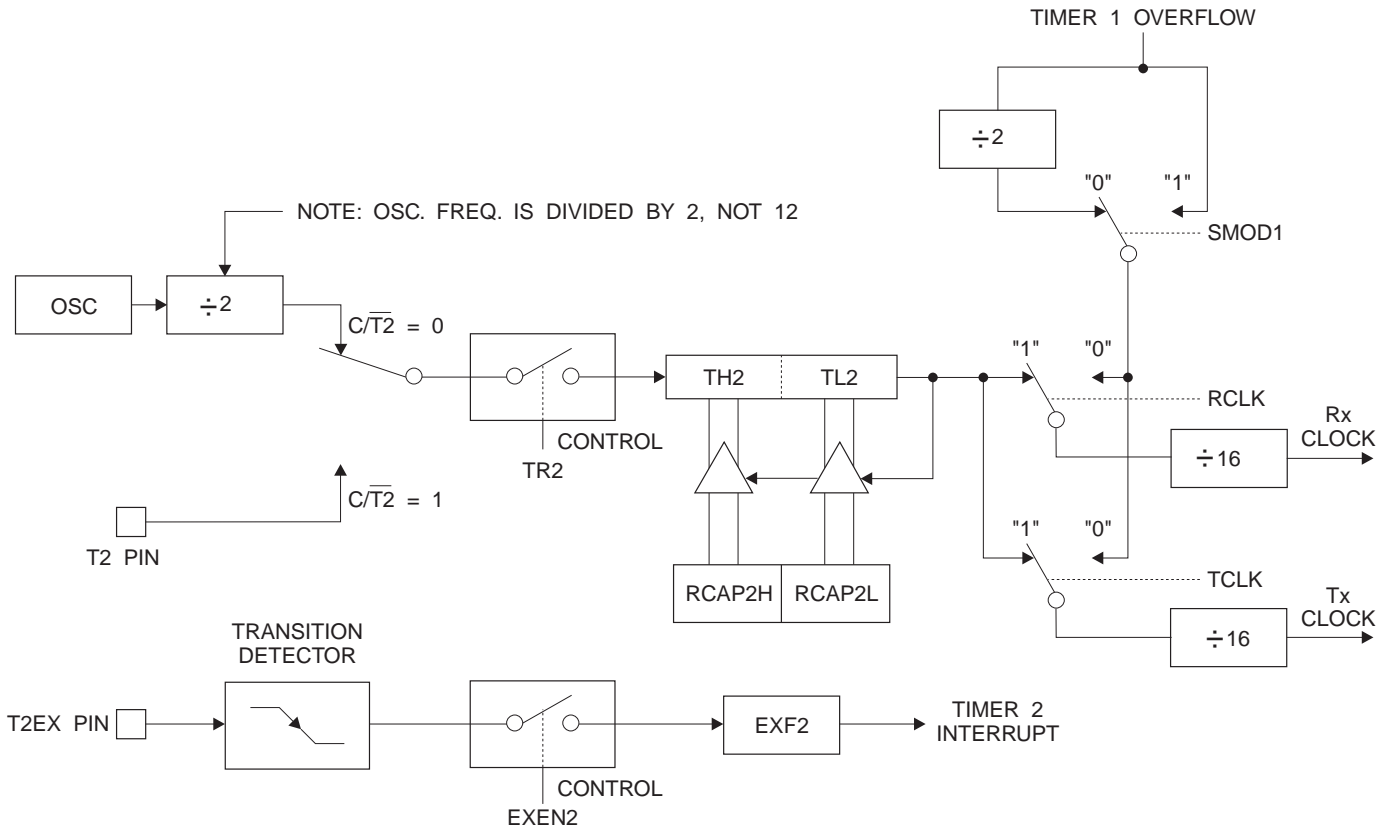 TIMER 1 OVERFLOW
÷2
"0" "1"
SMOD1
NOTE: OSC. FREQ. IS DIVIDED BY 2, NOT 12
OSC
÷2
C/T2̅ = 0
TH2
TL2
"1" "0"
RCLK
Rx
CLOCK
÷16
CONTROL
TR2
C/T2̅ = 1
T2 PIN
"1" "0"
RCAP2H
RCAP2L
TCLK
Tx
CLOCK
÷16
TRANSITION
DETECTOR
T2EX PIN
EXF2
TIMER 2
INTERRUPT
CONTROL
EXEN2